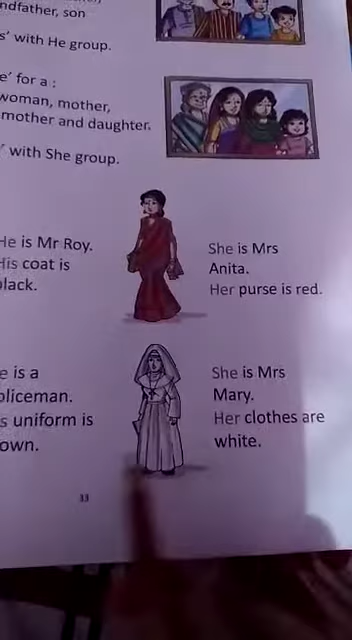 ndfather, son
s' with He group.
e' for a :
woman, mother,
mother and daughter.
' with She group.
He is Mr Roy.
His coat is
black.
She is Mrs
Anita.
Her purse is red.
e is a
oliceman.
s uniform is
own.
She is Mrs
Mary.
Her clothes are
white.
33